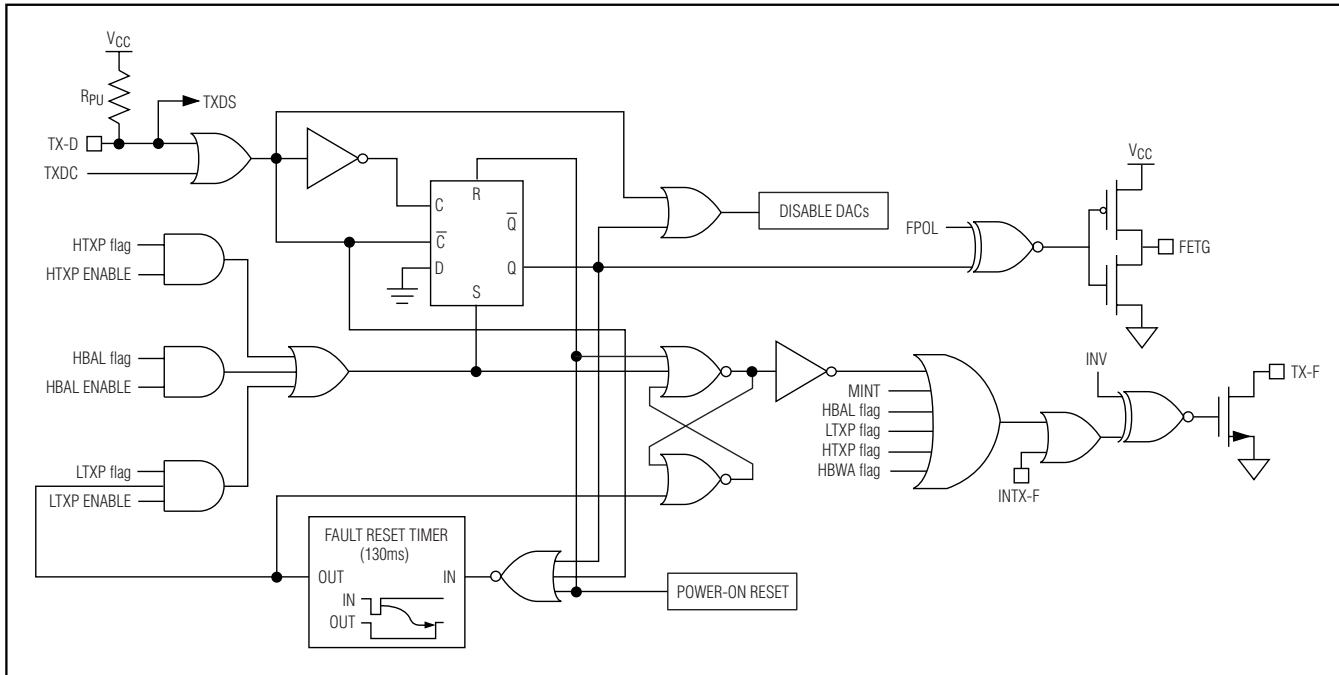 VCC
RPU
TXDS
TX-D
TXDC
R
C
Q
C
D
Q
S
DISABLE DACs
VCC
FPOL
FETG
HTXP flag
HTXP ENABLE
HBAL flag
HBAL ENABLE
LTXP flag
LTXP ENABLE
MINT
HBAL flag
LTXP flag
HTXP flag
HBWA flag
INV
TX-F
INTX-F
FAULT RESET TIMER
(130ms)
OUT
IN
IN
OUT
POWER-ON RESET